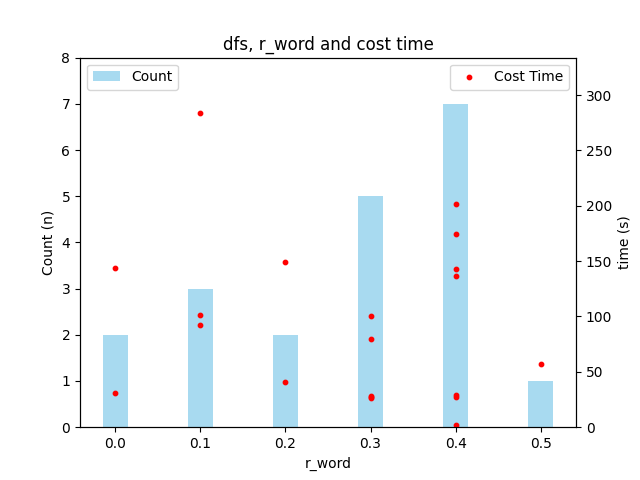 dfs, r_word and cost time
Count
Cost Time
Count (n)
8
7
6
5
4
3
2
1
0
300
250
200
150
100
50
0
time (s)
0.0 0.1 0.2 0.3 0.4 0.5
r_word